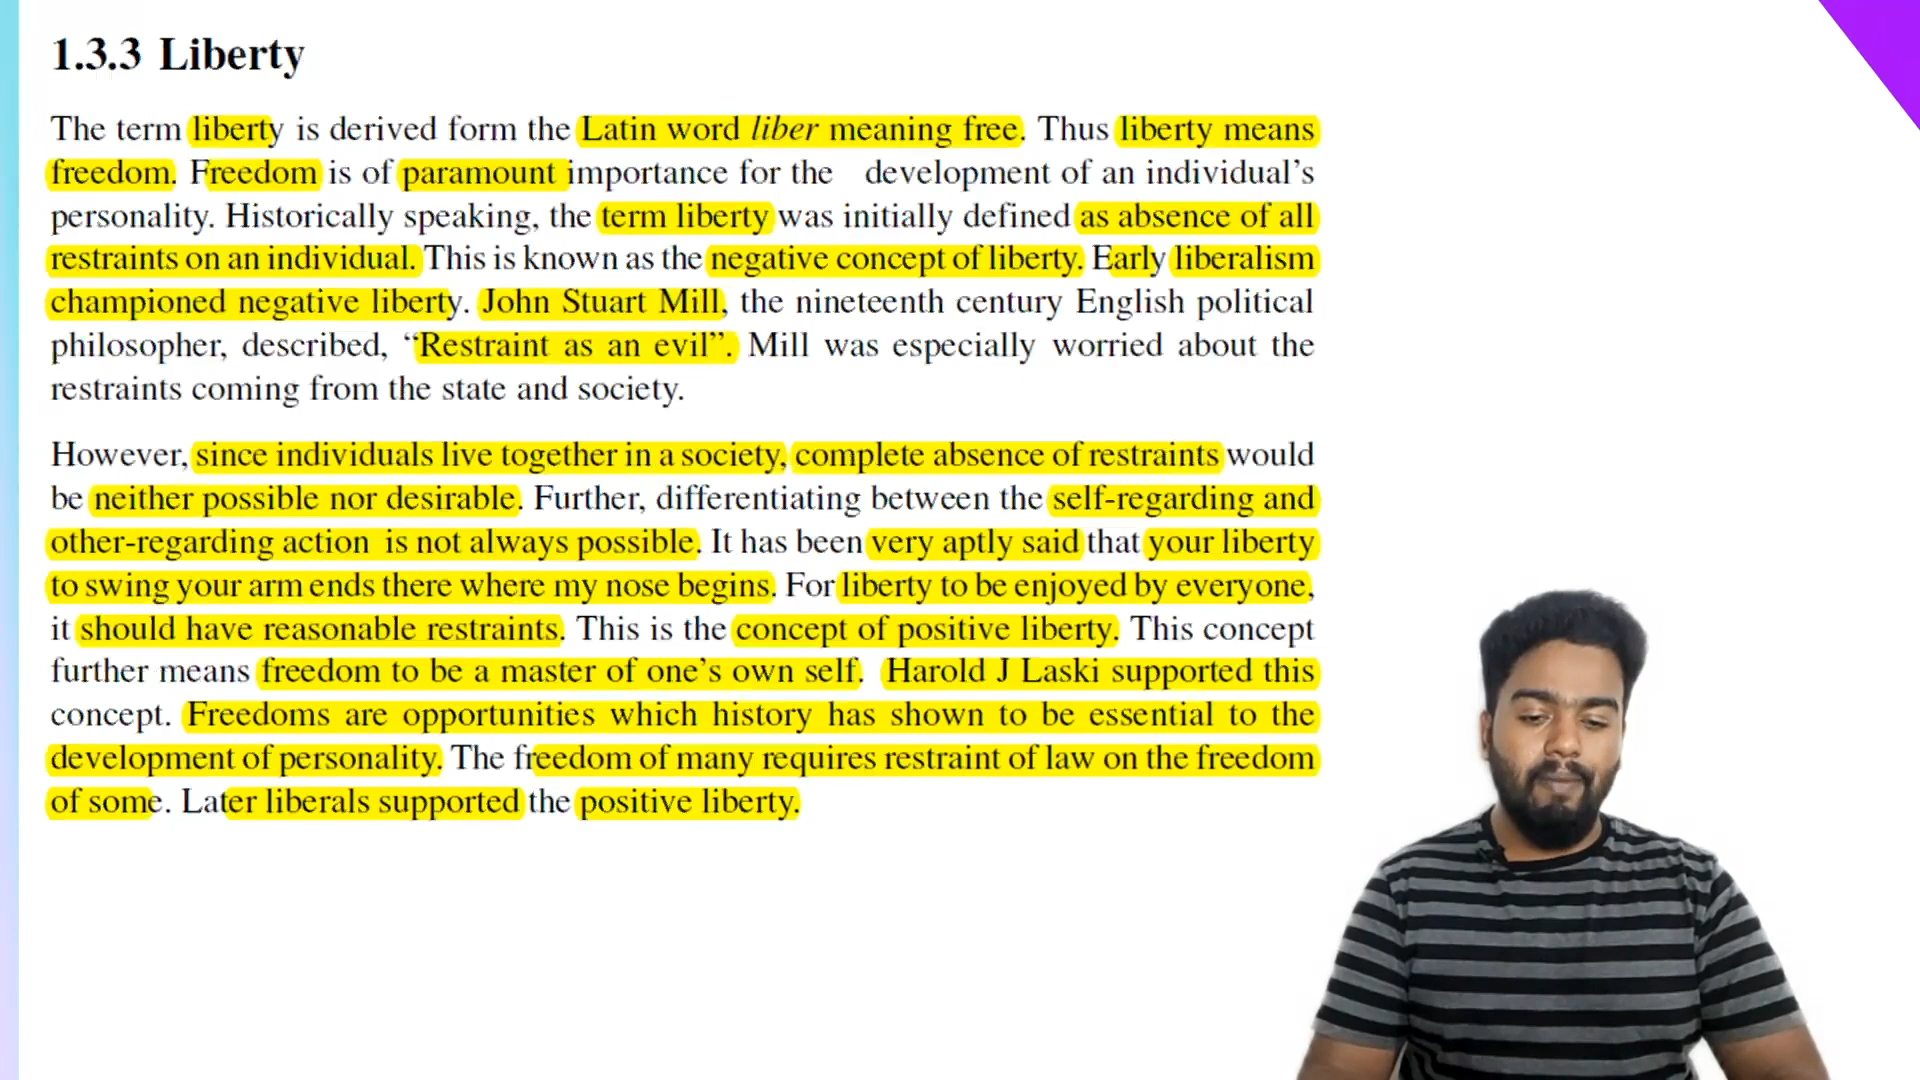 1.3.3 Liberty
The term liberty is derived form the Latin word liber meaning free. Thus liberty means
freedom. Freedom is of paramount importance for the development of an individual's
personality. Historically speaking, the term liberty was initially defined as absence of all
restraints on an individual. This is known as the negative concept of liberty. Early liberalism
championed negative liberty. John Stuart Mill, the nineteenth century English political
philosopher, described, “Restraint as an evil”. Mill was especially worried about the
restraints coming from the state and society.
However, since individuals live together in a society, complete absence of restraints would
be neither possible nor desirable. Further, differentiating between the self-regarding and
other-regarding action is not always possible. It has been very aptly said that your liberty
to swing your arm ends there where my nose begins. For liberty to be enjoyed by everyone,
it should have reasonable restraints. This is the concept of positive liberty. This concept
further means freedom to be a master of one's own self. Harold J Laski supported this
concept. Freedoms are opportunities which history has shown to be essential to the
development of personality. The freedom of many requires restraint of law on the freedom
of some. Later liberals supported the positive liberty.